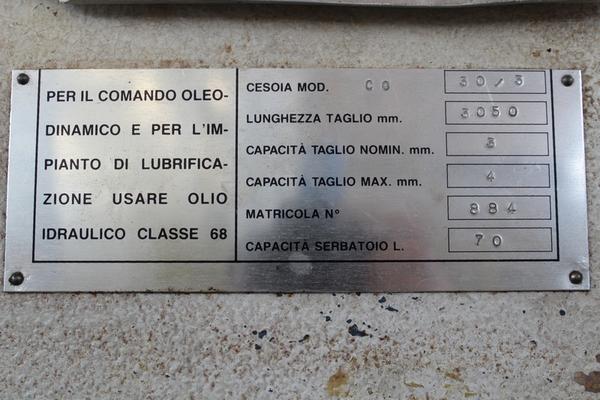 PER IL COMANDO OLEO-
DINAMICO E PER L'IM-
PIANTO DI LUBRIFICA-
ZIONE USARE OLIO
IDRAULICO CLASSE 68
CESOIA MOD. CO 30/3
LUNGHEZZA TAGLIO mm. 3050
CAPACITÀ TAGLIO NOMIN. mm. 3
CAPACITÀ TAGLIO MAX. mm. 4
MATRICOLA N° 884
CAPACITÀ SERBATOIO L. 70